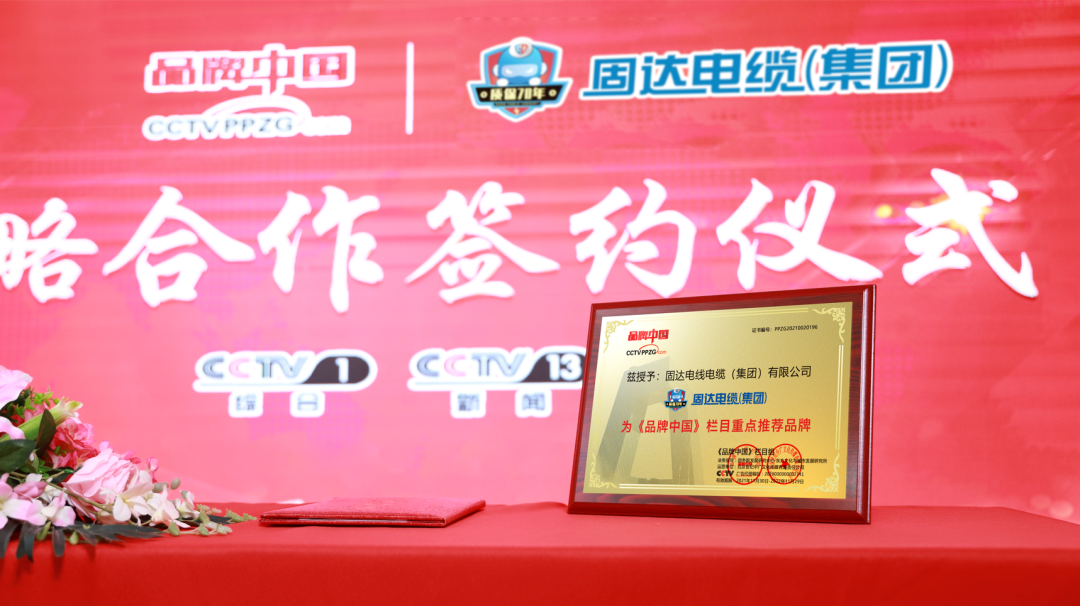 品牌中国
CCTVPPZG.com
质保70年
固达电缆(集团)
略合作签约仪式
CCTV 1
综合
CCTV 13
新闻
品牌中国
CCTVPPZG.com
证书编号：PPZG20210030196
兹授予：固达电线电缆（集团）有限公司
固达电缆(集团)
为《品牌中国》栏目重点推荐品牌
《品牌中国》栏目组
CCTV